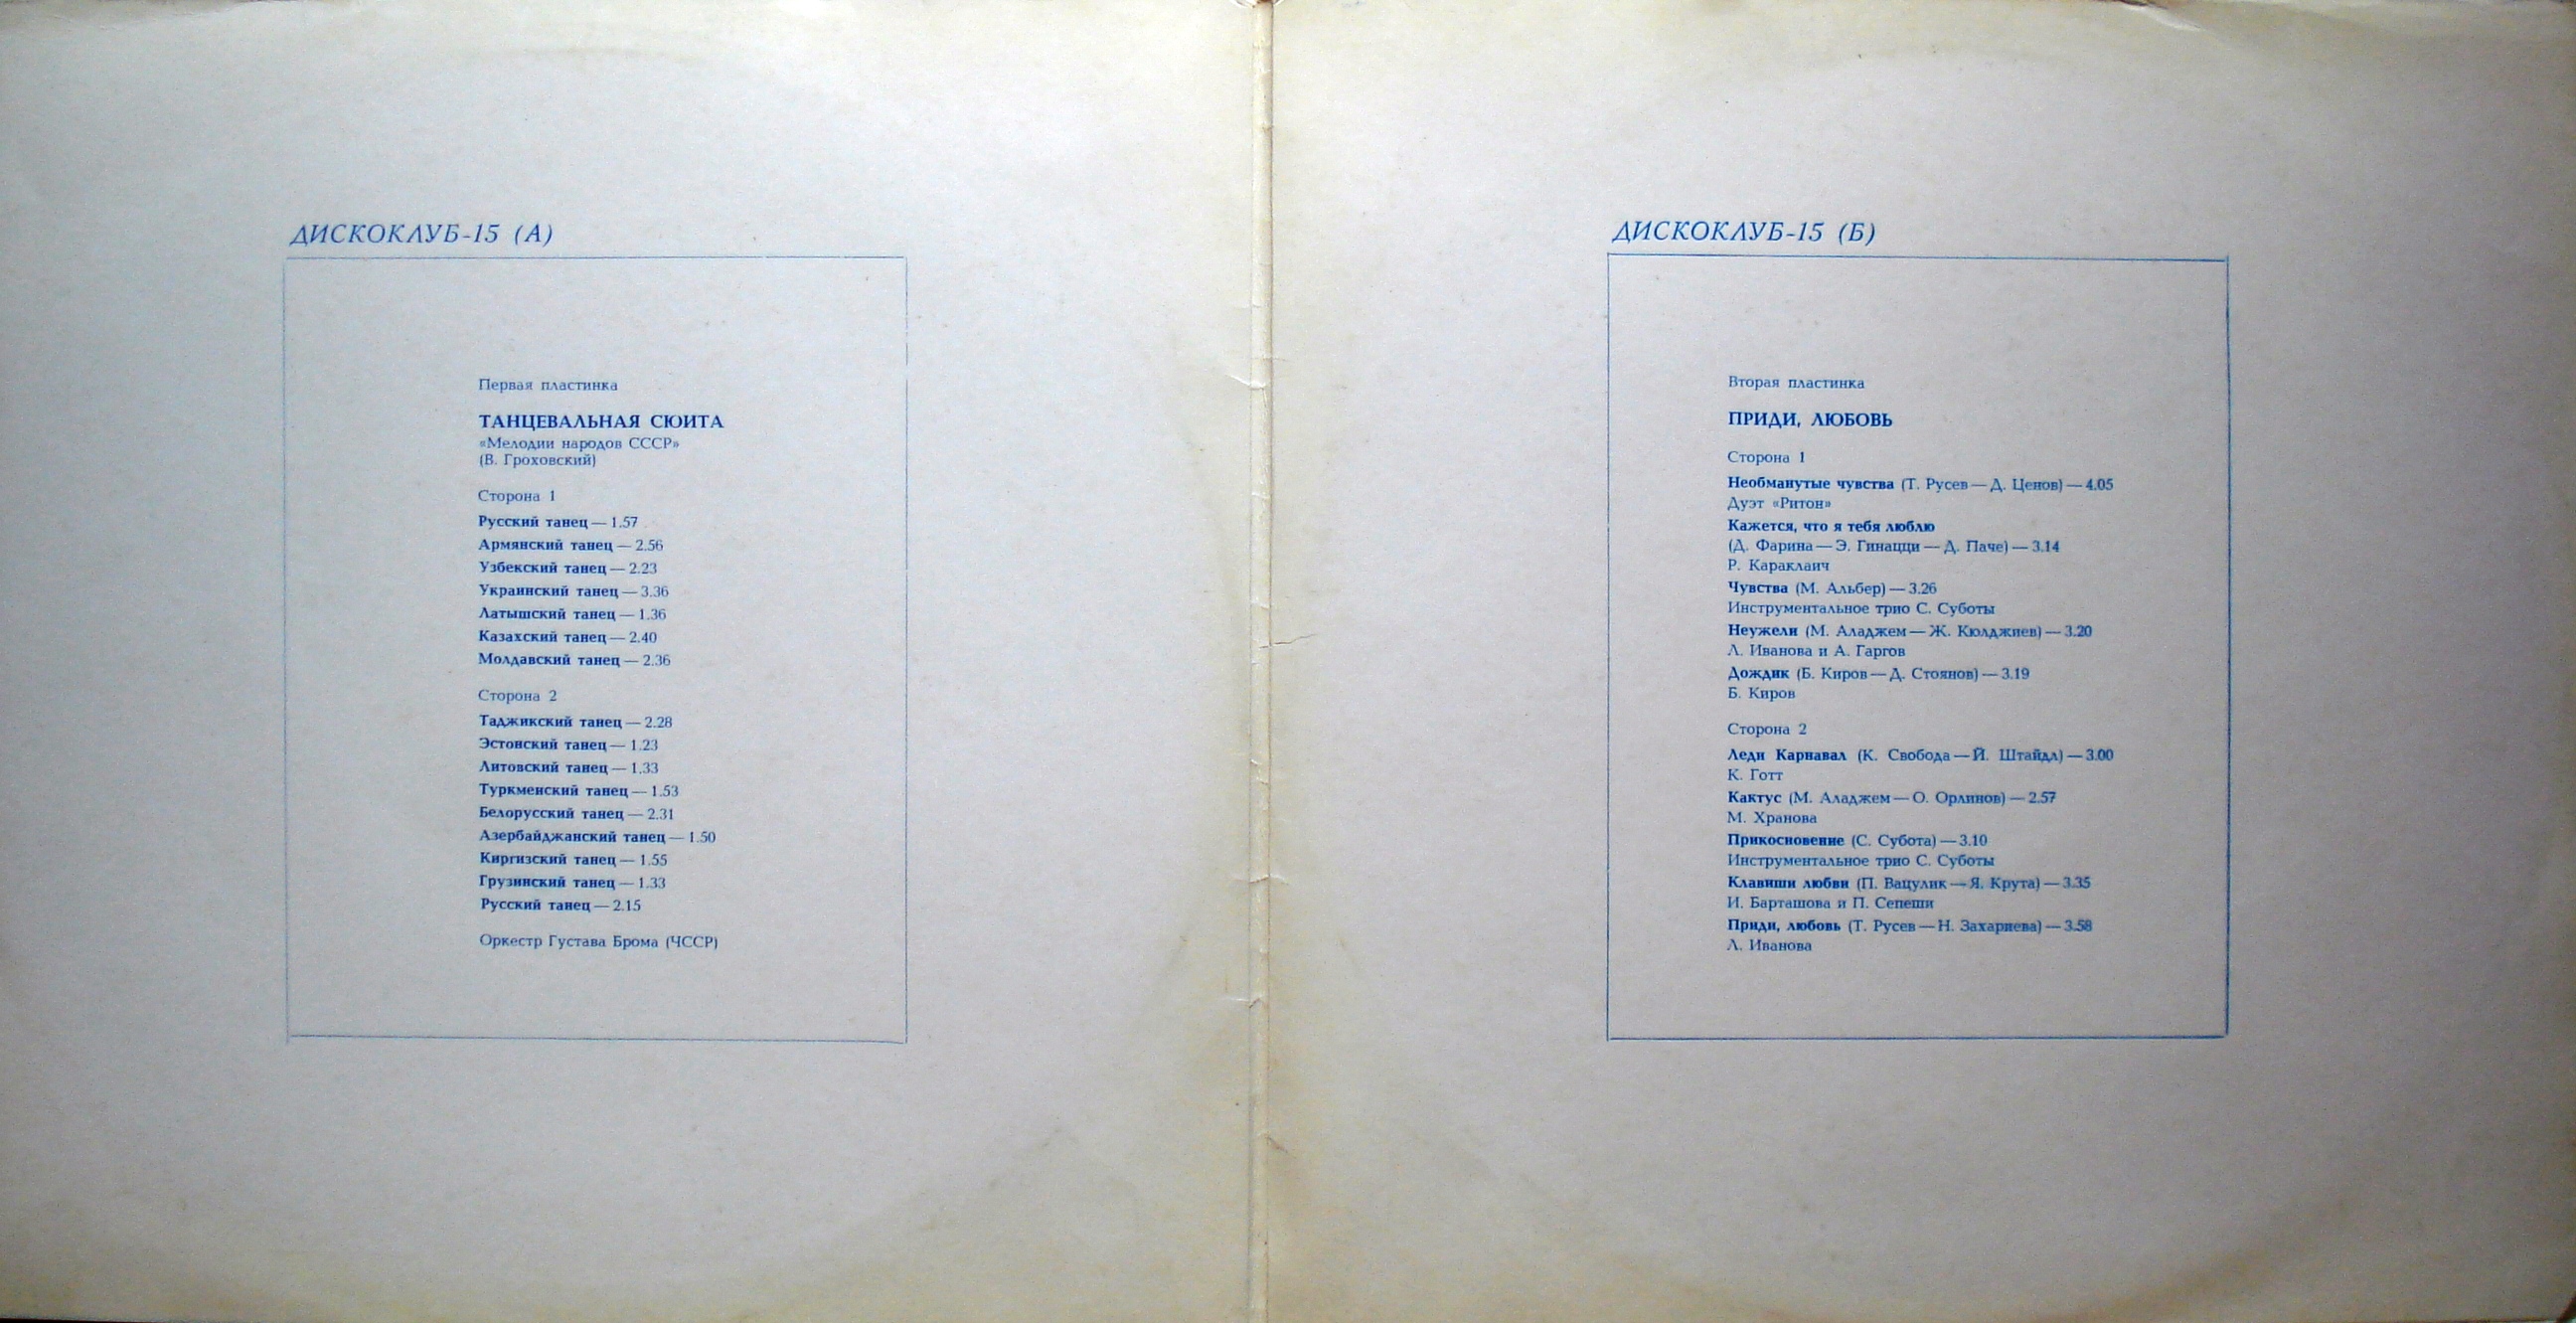 ДИСКОКЛУБ-15 (А)
Первая пластинка
ТАНЦЕВАЛЬНАЯ СЮИТА
«Мелодии народов СССР»
(В. Гроховский)
Сторона 1
Русский танец — 1.57
Армянский танец — 2.56
Узбекский танец — 2.23
Украинский танец — 3.36
Латышский танец — 1.36
Казахский танец — 2.40
Молдавский танец — 2.36
Сторона 2
Таджикский танец — 2.28
Эстонский танец — 1.23
Литовский танец — 1.33
Туркменский танец — 1.53
Белорусский танец — 2.31
Азербайджанский танец — 1.50
Киргизский танец — 1.55
Грузинский танец — 1.33
Русский танец — 2.15
Оркестр Густава Брома (ЧССР)
ДИСКОКЛУБ-15 (Б)
Вторая пластинка
ПРИДИ, ЛЮБОВЬ
Сторона 1
Необманутые чувства (Т. Русев — Д. Ценов) — 4.05
Дуэт «Ритон»
Кажется, что я тебя люблю
(Д. Фарина — Э. Гинацци — Д. Паче) — 3.14
Р. Караклаич
Чувства (М. Альбер) — 3.26
Инструментальное трио С. Суботы
Неужели (М. Аладжем — Ж. Кюлджиев) — 3.20
Л. Иванова и А. Гаргов
Дождик (Б. Киров — Д. Стоянов) — 3.19
Б. Киров
Сторона 2
Леди Карнавал (К. Свобода — Й. Штайдл) — 3.00
К. Готт
Кактус (М. Аладжем — О. Орлинов) — 2.57
М. Хранова
Прикосновение (С. Субота) — 3.10
Инструментальное трио С. Суботы
Клавиши любви (П. Вацулик — Я. Крута) — 3.35
И. Барташова и П. Сепеши
Приди, любовь (Т. Русев — Н. Захариева) — 3.58
Л. Иванова